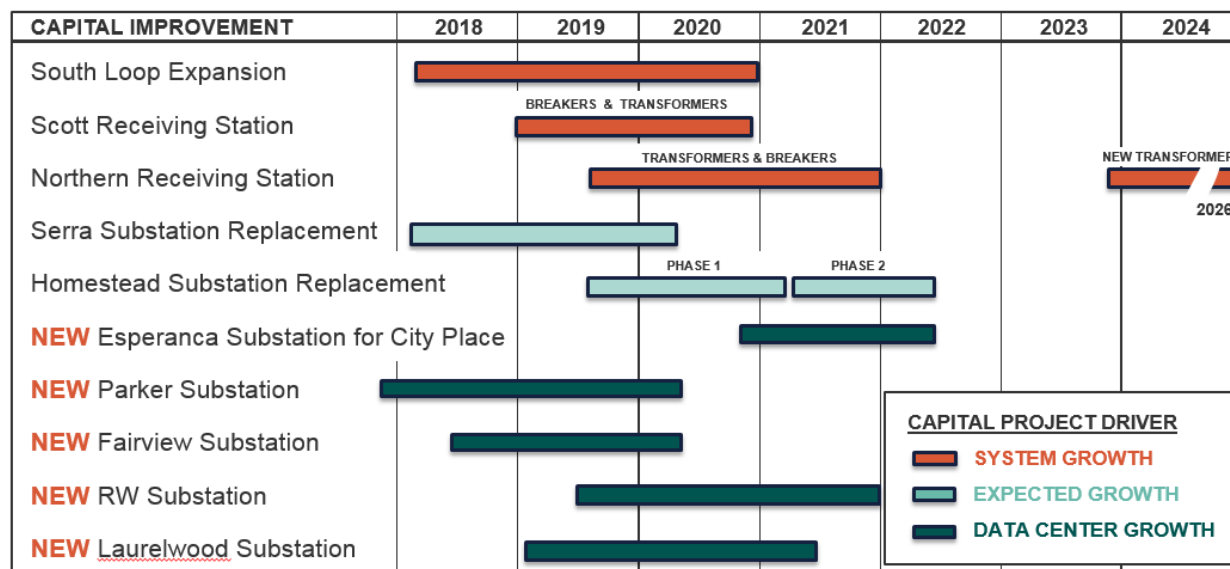 CAPITAL IMPROVEMENT 2018 2019 2020 2021 2022 2023 2024
South Loop Expansion
BREAKERS & TRANSFORMERS
Scott Receiving Station
TRANSFORMERS & BREAKERS NEW TRANSFORMER
Northern Receiving Station
2026
Serra Substation Replacement
PHASE 1 PHASE 2
Homestead Substation Replacement
NEW Esperanca Substation for City Place
NEW Parker Substation
NEW Fairview Substation
NEW RW Substation
NEW Laurelwood Substation
CAPITAL PROJECT DRIVER
SYSTEM GROWTH
EXPECTED GROWTH
DATA CENTER GROWTH